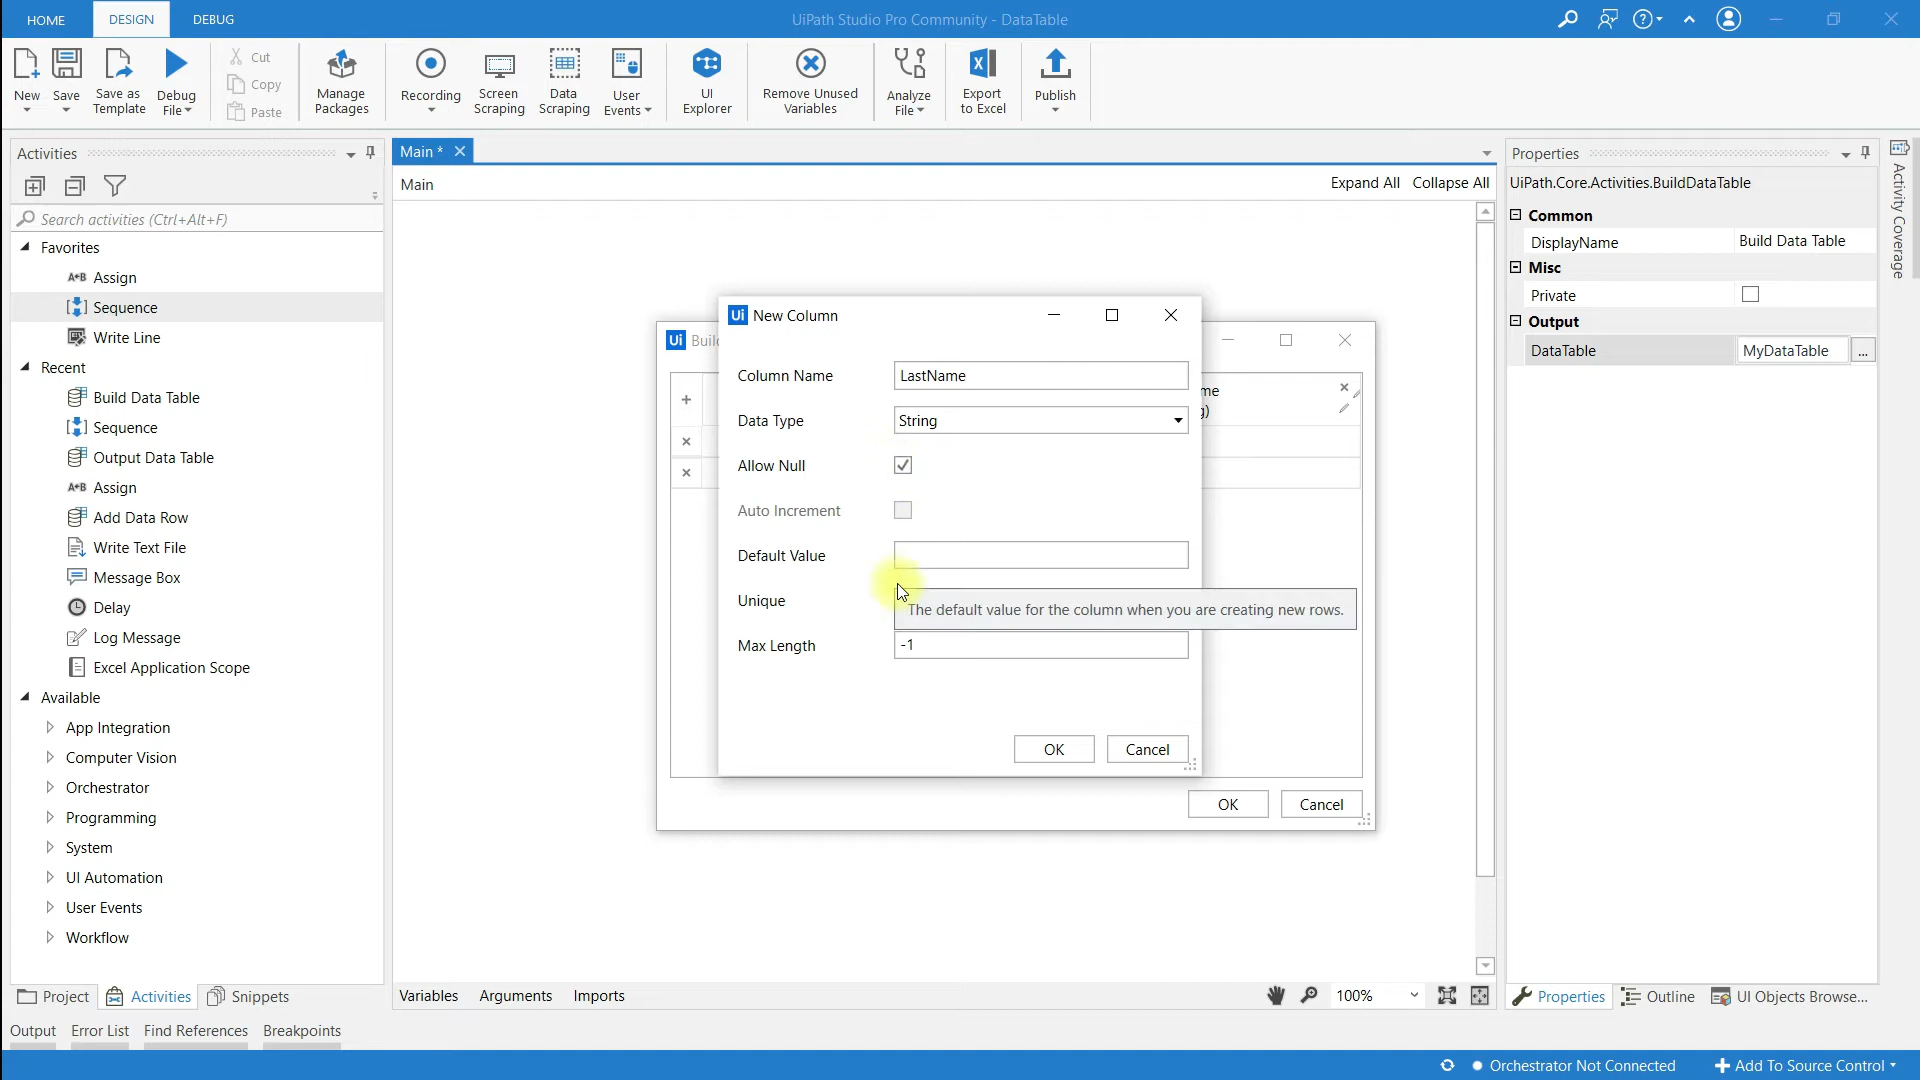 HOME DESIGN DEBUG UiPath Studio Pro Community - DataTable
New Save Save as Template Debug File Cut Copy Paste Manage Packages Recording Screen Scraping Data Scraping User Events UI Explorer Remove Unused Variables Analyze File Export to Excel Publish
Activities
Search activities (Ctrl+Alt+F)
Favorites
A+B Assign
Sequence
Write Line
Recent
Build Data Table
Sequence
Output Data Table
A+B Assign
Add Data Row
Write Text File
Message Box
Delay
Log Message
Excel Application Scope
Available
App Integration
Computer Vision
Orchestrator
Programming
System
UI Automation
User Events
Workflow
Project Activities Snippets
Main *
Main Expand All Collapse All
Ui New Column
Column Name LastName
Data Type String
Allow Null
Auto Increment
Default Value
Unique
The default value for the column when you are creating new rows.
Max Length -1
OK Cancel
Ui
OK Cancel
Variables Arguments Imports 100%
Properties
UiPath.Core.Activities.BuildDataTable
Common
DisplayName Build Data Table
Misc
Private
Output
DataTable MyDataTable ...
Activity Coverage
Properties Outline UI Objects Browse...
Output Error List Find References Breakpoints
Orchestrator Not Connected Add To Source Control